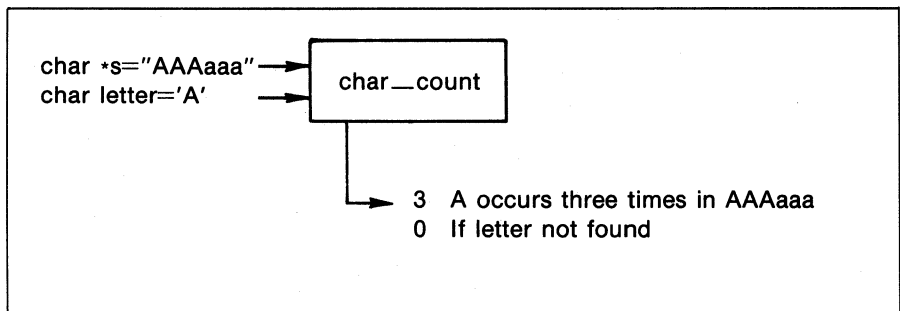 char *s="AAAaaa"
char letter='A'
char_count
3 A occurs three times in AAAaaa
0 If letter not found